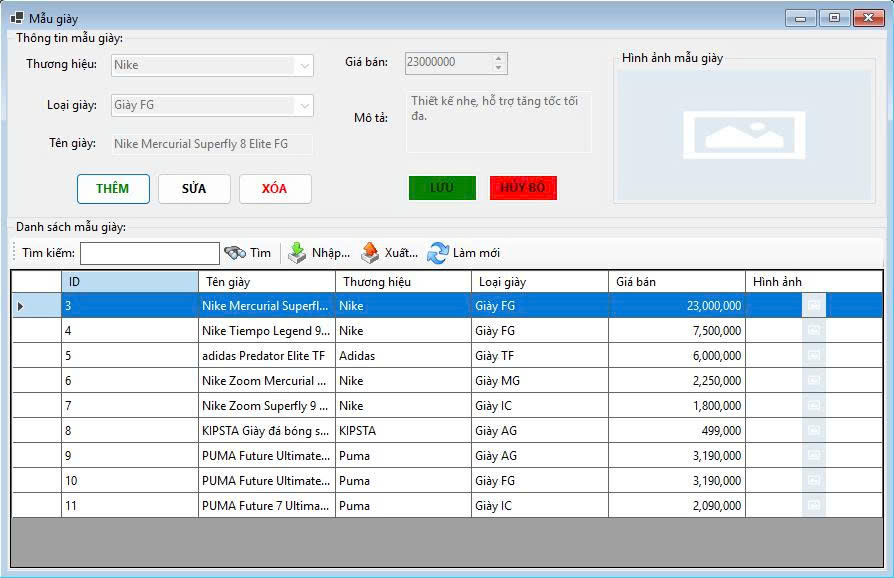 Mẫu giày
Thông tin mẫu giày:
Thương hiệu: Nike
Giá bán: 23000000
Hình ảnh mẫu giày
Loại giày: Giày FG
Mô tả: Thiết kế nhẹ, hỗ trợ tăng tốc tối
đa.
Tên giày: Nike Mercurial Superfly 8 Elite FG
THÊM SỬA XÓA LƯU HỦY BỎ
Danh sách mẫu giày:
Tìm kiếm: Tìm Nhập... Xuất... Làm mới
ID Tên giày Thương hiệu Loại giày Giá bán Hình ảnh
3 Nike Mercurial Superfl... Nike Giày FG 23,000,000
4 Nike Tiempo Legend 9... Nike Giày FG 7,500,000
5 adidas Predator Elite TF Adidas Giày TF 6,000,000
6 Nike Zoom Mercurial ... Nike Giày MG 2,250,000
7 Nike Zoom Superfly 9 ... Nike Giày IC 1,800,000
8 KIPSTA Giày đá bóng s... KIPSTA Giày AG 499,000
9 PUMA Future Ultimate... Puma Giày AG 3,190,000
10 PUMA Future Ultimate... Puma Giày FG 3,190,000
11 PUMA Future 7 Ultima... Puma Giày IC 2,090,000